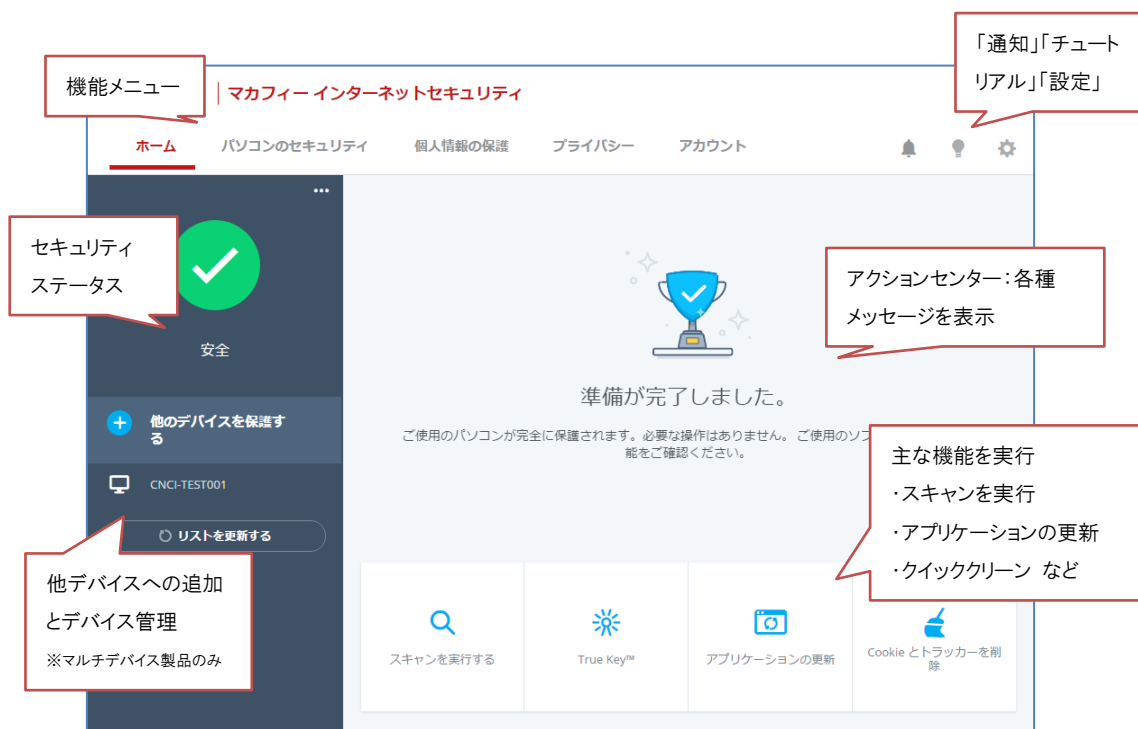 「通知」「チュート
リアル」「設定」
機能メニュー
マカフィー インターネットセキュリティ
ホーム
パソコンのセキュリティ
個人情報の保護
プライバシー
アカウント
セキュリティ
ステータス
安全
アクションセンター：各種
メッセージを表示
準備が完了しました。
ご使用のパソコンが完全に保護されます。必要な操作はありません。 ご使用のソフ
能をご確認ください。
他のデバイスを保護す
る
CNCI-TEST001
リストを更新する
主な機能を実行
・スキャンを実行
・アプリケーションの更新
・クイッククリーン など
他デバイスへの追加
とデバイス管理
※マルチデバイス製品のみ
スキャンを実行する
True Key™
アプリケーションの更新
Cookie とトラッカーを削
除